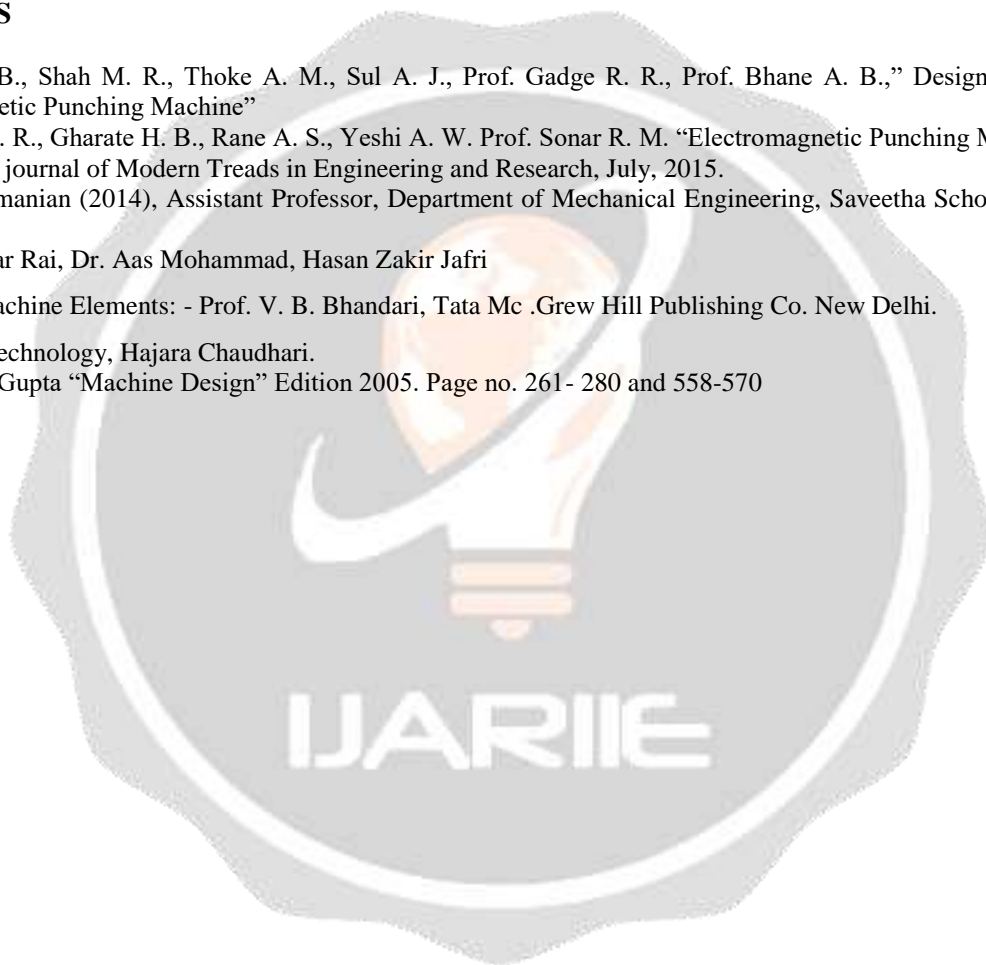 S
B., Shah M. R., Thoke A. M., Sul A. J., Prof. Gadge R. R., Prof. Bhane A. B.,” Design
etic Punching Machine”
. R., Gharate H. B., Rane A. S., Yeshi A. W. Prof. Sonar R. M. “Electromagnetic Punching M
journal of Modern Treads in Engineering and Research, July, 2015.
manian (2014), Assistant Professor, Department of Mechanical Engineering, Saveetha Scho
ar Rai, Dr. Aas Mohammad, Hasan Zakir Jafri
achine Elements: - Prof. V. B. Bhandari, Tata Mc .Grew Hill Publishing Co. New Delhi.
echnology, Hajara Chaudhari.
Gupta “Machine Design” Edition 2005. Page no. 261- 280 and 558-570
IJARIIE